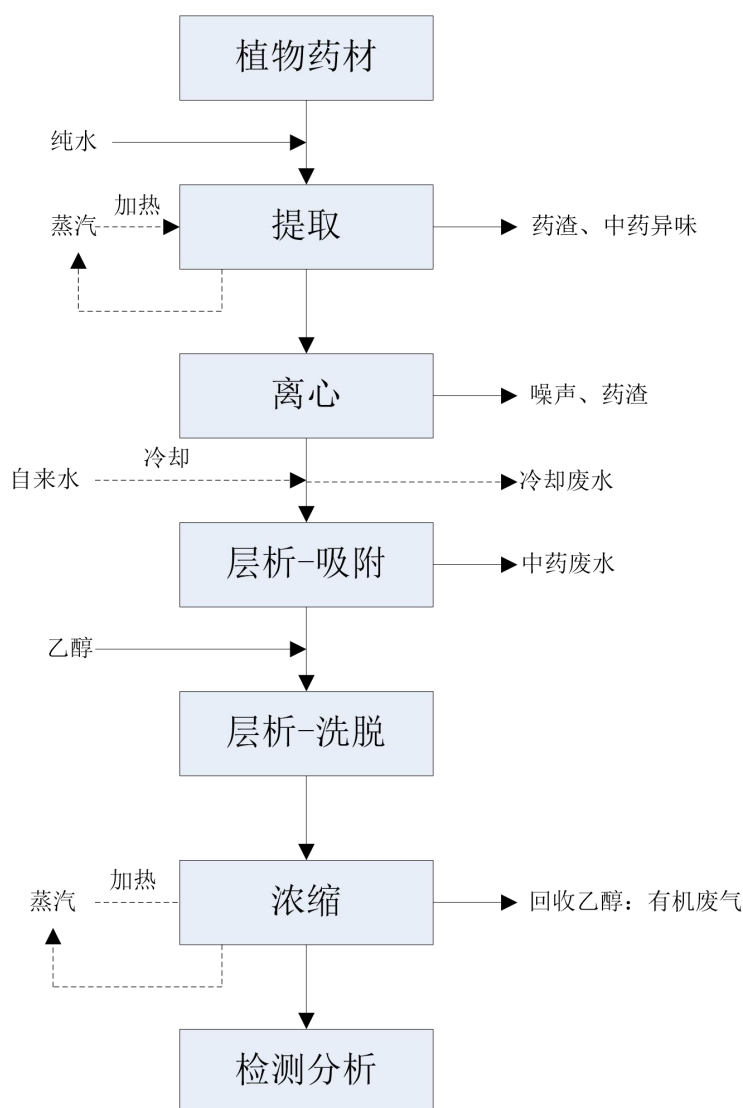 植物药材
纯水
加热
蒸汽
提取
药渣、中药异味
离心
噪声、药渣
冷却
自来水
冷却废水
层析-吸附
中药废水
乙醇
层析-洗脱
加热
蒸汽
浓缩
回收乙醇：有机废气
检测分析